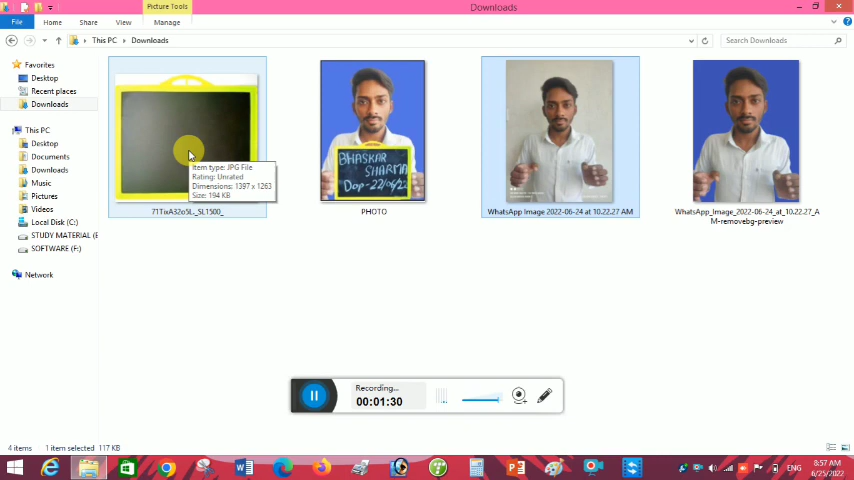 Picture Tools
Downloads
File
Home
Share
View
Manage
This PC
Downloads
Search Downloads
Favorites
Desktop
Recent places
Downloads
This PC
Desktop
Documents
Downloads
Music
Pictures
Videos
Local Disk (C:)
STUDY MATERIAL (E
SOFTWARE (F:)
Network
Item type: JPG File
Rating: Unrated
Dimensions: 1397 x 1263
Size: 194 KB
BHASKAR
SHARMA
Dop-22/06/22
71TixA32o5L._SL1500_
PHOTO
WhatsApp Image 2022-06-24 at 10.22.27 AM
WhatsApp_Image_2022-06-24_at_10.22.27_A
M-removebg-preview
Recording...
00:01:30
4 items
1 item selected 117 KB
ENG
8:57 AM
6/25/2022